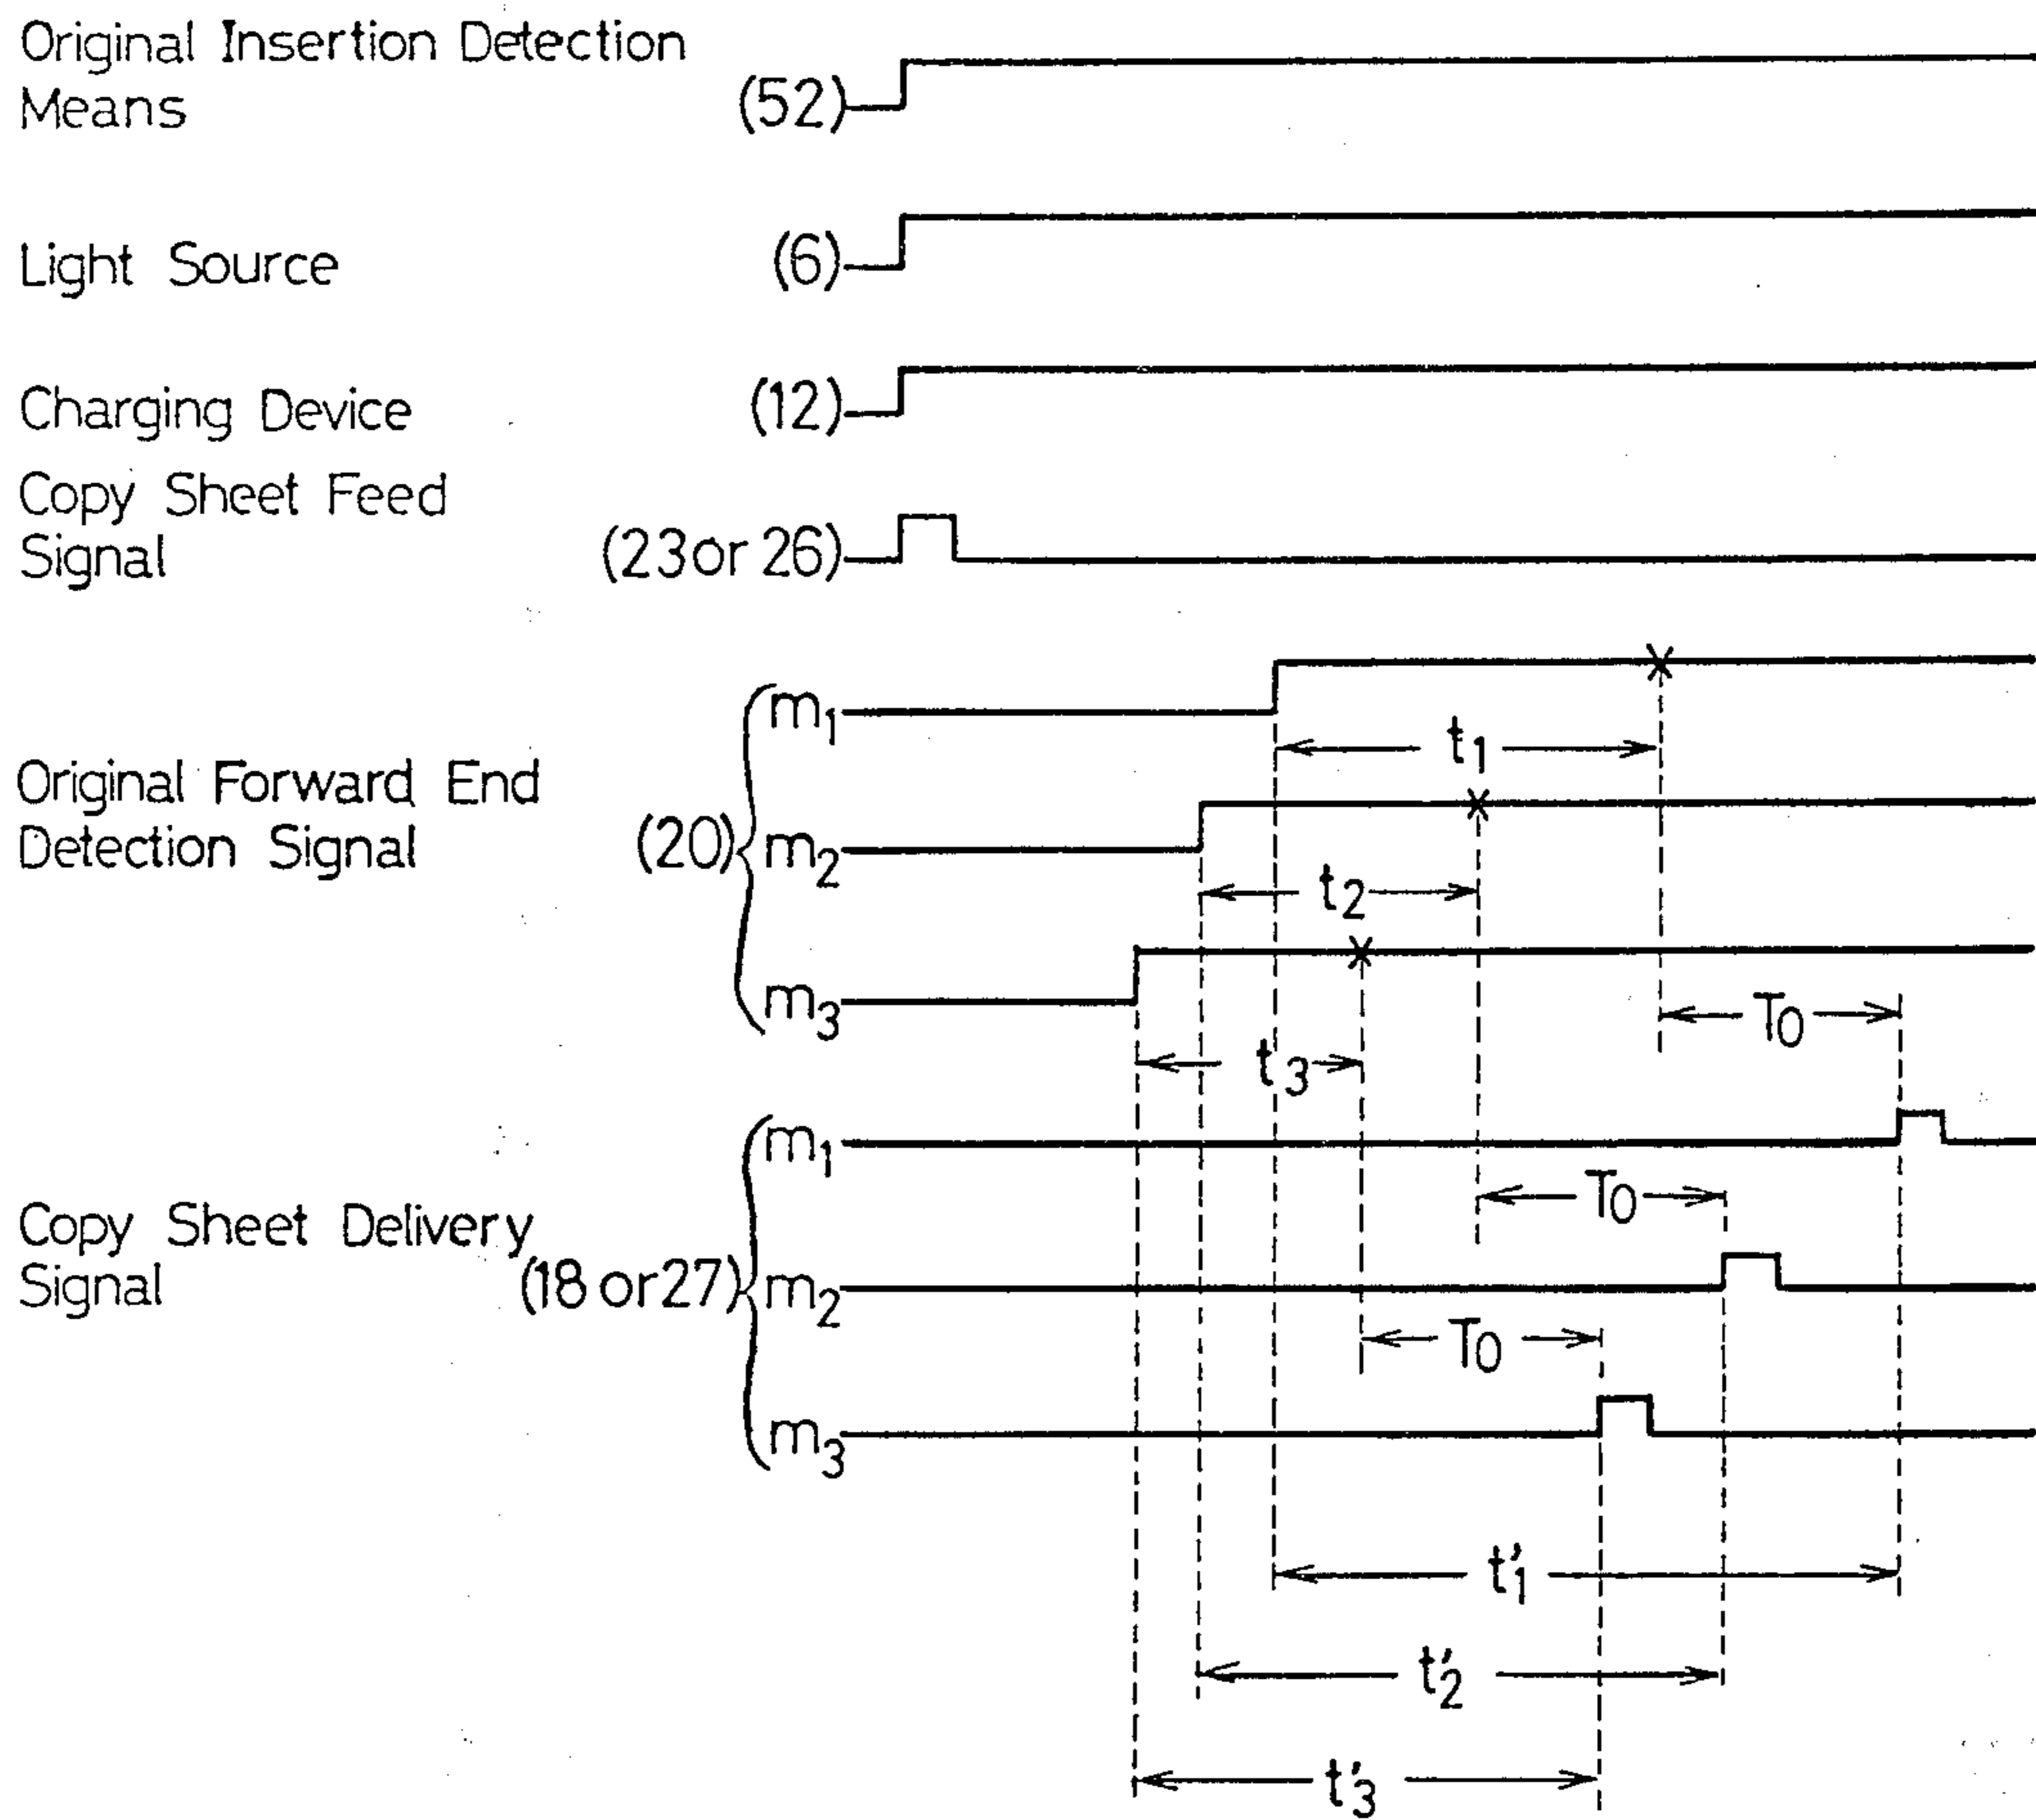 Original Insertion Detection
Means
(52)
Light Source
(6)
Charging Device
(12)
Copy Sheet Feed
Signal
(23 or 26)
m1
t1
Original Forward End
Detection Signal
(20)
m2
t2
m3
T0
t3
m1
T0
Copy Sheet Delivery
Signal
(18 or 27)
m2
T0
m3
t'1
t'2
t'3